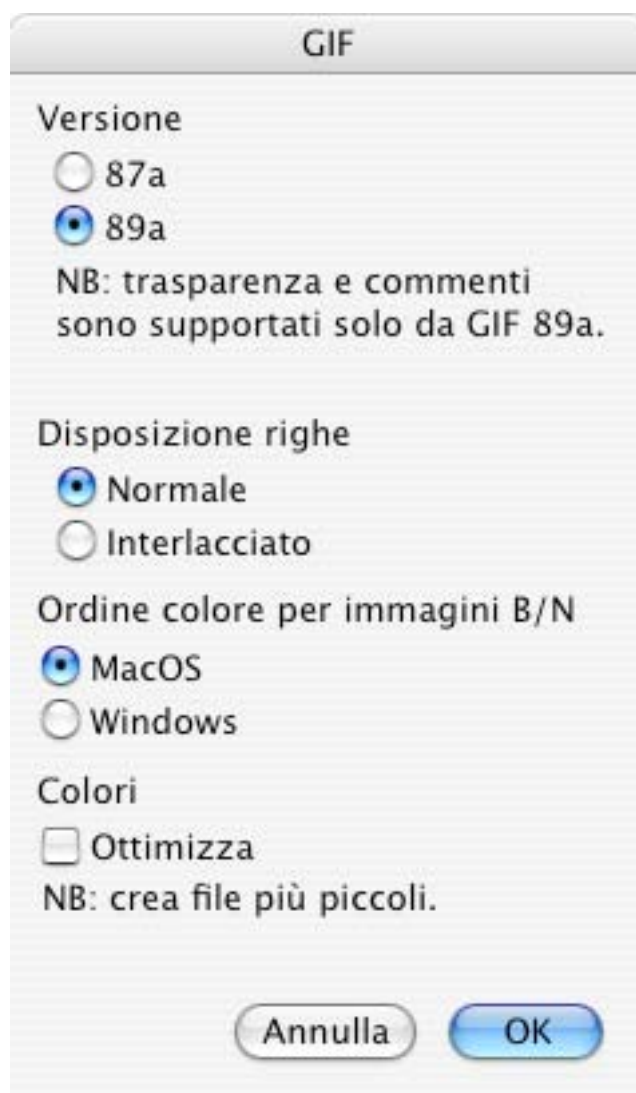 GIF
Versione
87a
89a
NB: trasparenza e commenti
sono supportati solo da GIF 89a.
Disposizione righe
Normale
Interlacciato
Ordine colore per immagini B/N
MacOS
Windows
Colori
Ottimizza
NB: crea file più piccoli.
Annulla OK